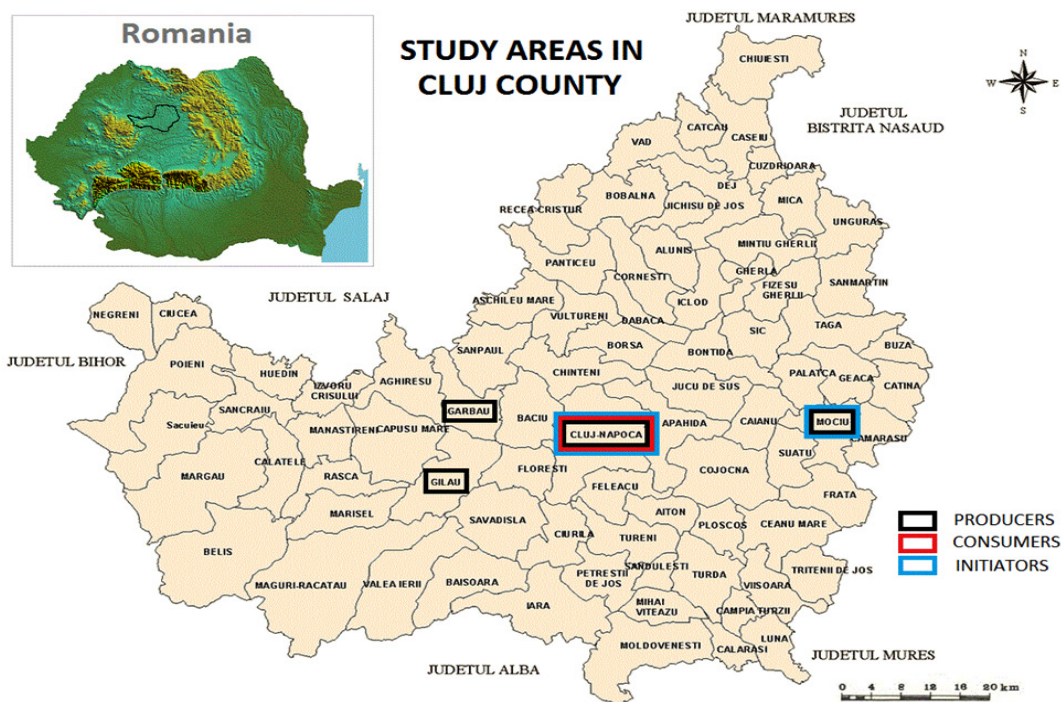 Romania
STUDY AREAS IN
CLUJ COUNTY
JUDETUL MARAMURES
N
W E
S
CHIUIESTI
JUDETUL
BISTRITA NASAUD
CATCAU
CASEIU
VAD
CUZDRIOARA
DEJ
BOBALNA
JICHISU DE JOS
MICA
RECEA CRISTUR
UNGURAS
ALUNIS
MINTIU GHERLII
PANTICEU
CORNESTI
GHERLA
FIZESU
GHERLII
SANMARTIN
JUDETUL SALAJ
ASCHILEU MARE
ICLOD
NEGRENI
CIUCEA
VULTURENI
DABACA
SIC
TAGA
BORSA
BUZA
JUDETUL BIHOR
POIENI
SANPAUL
BONTIDA
HUEDIN
CHINTENI
PALATCA
GEACA
AGHIRESU
IZVORU
CRISULUI
JUCU DE SUS
CATINA
SANCRAIU
GARBAU
BACIU
APAHIDA
CAIANU
MOCIU
Sacuieu
MANASTIRENI
CAPUSU MARE
CLUJ-NAPOCA
CAMARASU
SUATU
CALATELE
FLORESTI
COJOCNA
MARGAU
RASCA
GILAU
FELEACU
FRATA
MARISEL
SAVADISLA
AITON
PLOSCOS
CEANU MARE
PRODUCERS
CIURILA
TURENI
CONSUMERS
BELIS
SANDULESTI
INITIATORS
MAGURI-RACATAU
VALEA IERII
BAISOARA
PETRESTII
DE JOS
TURDA
VIISOARA
TRITENII DE JOS
IARA
MIHAI
VITEAZU
CAMPIA TURZII
LUNA
MOLDOVENESTI
CALARASI
JUDETUL MURES
JUDETUL ALBA
0 4 8 12 16 20 km